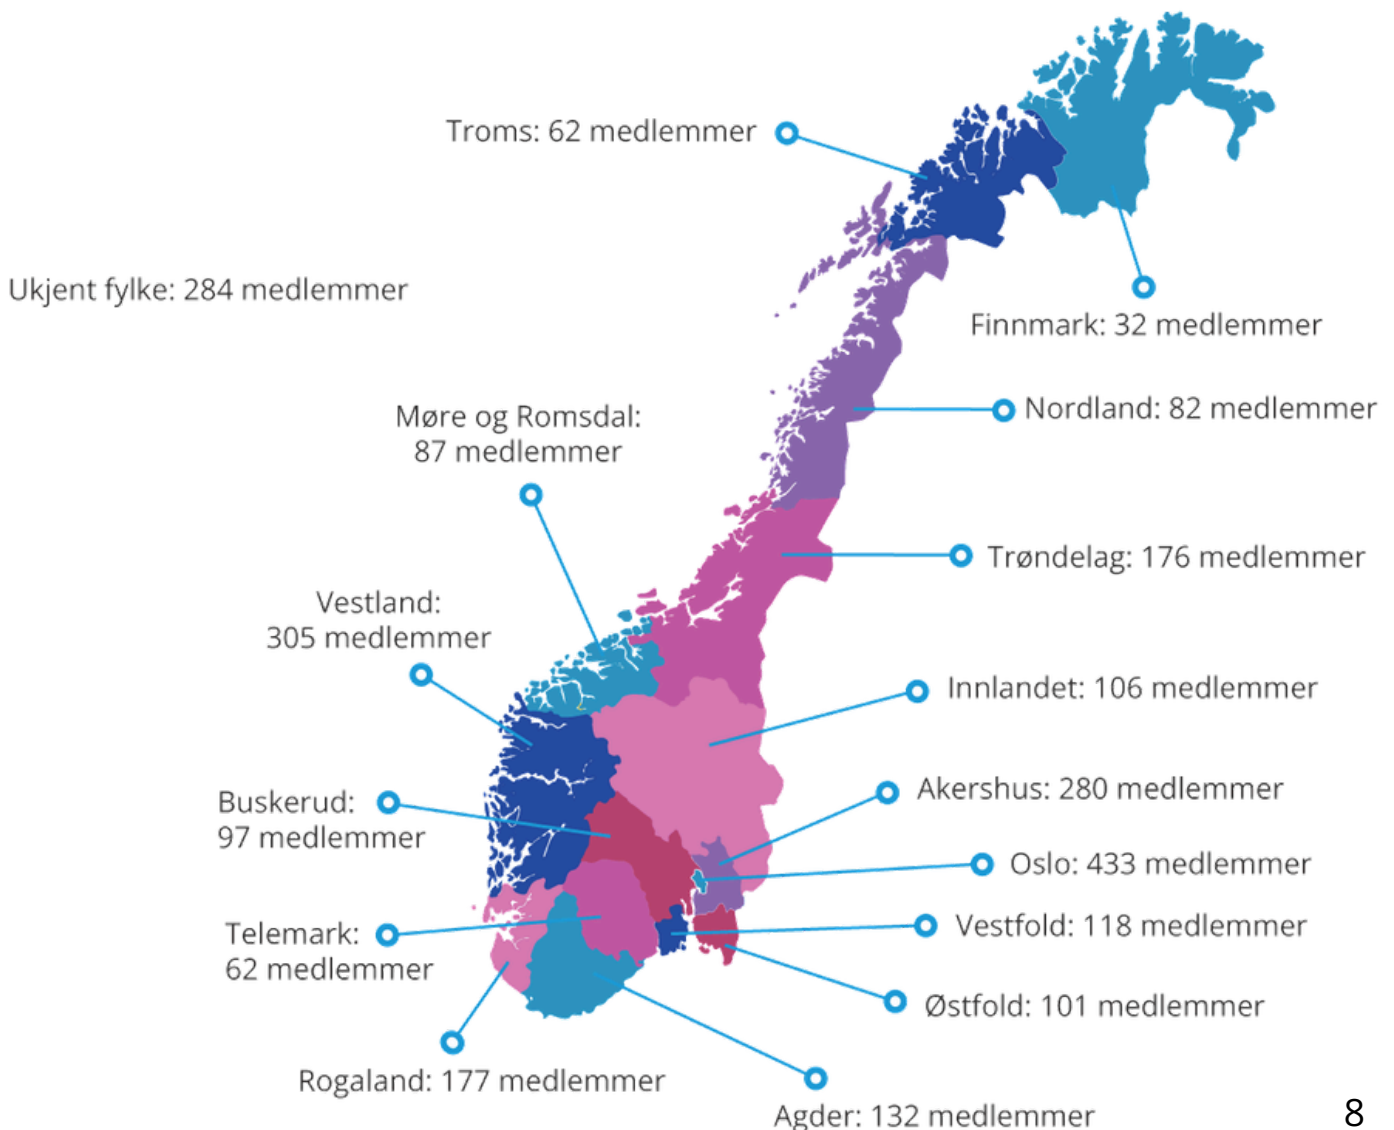 Troms: 62 medlemmer
Ukjent fylke: 284 medlemmer
Finnmark: 32 medlemmer
Møre og Romsdal:
87 medlemmer
Nordland: 82 medlemmer
Trøndelag: 176 medlemmer
Vestland:
305 medlemmer
Innlandet: 106 medlemmer
Buskerud:
97 medlemmer
Akershus: 280 medlemmer
Oslo: 433 medlemmer
Telemark:
62 medlemmer
Vestfold: 118 medlemmer
Østfold: 101 medlemmer
Rogaland: 177 medlemmer
Agder: 132 medlemmer
8